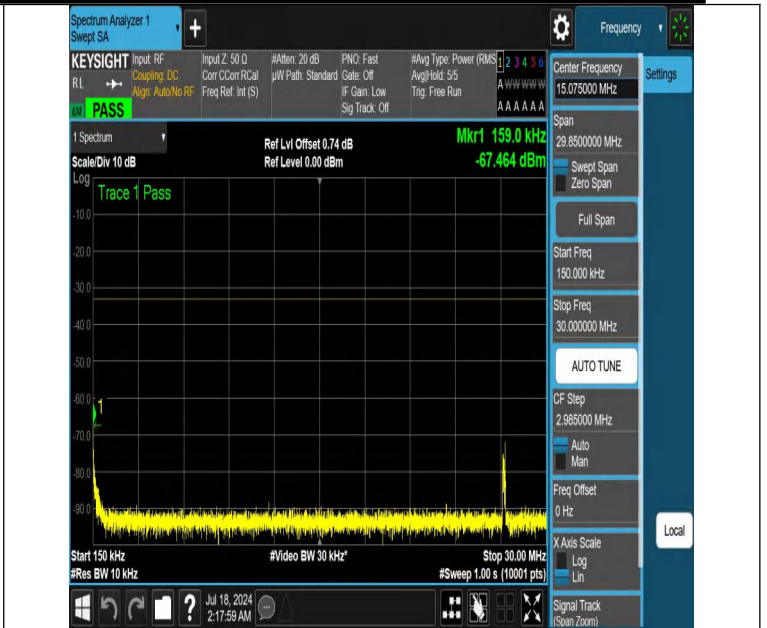 Spectrum Analyzer 1
Swept SA
+
Frequency
KEYSIGHT
RL
PASS
Input: RF
Coupling: DC
Align: Auto/No RF
Input Z: 50 Ω
Corr CCorr RCal
Freq Ref: Int (S)
#Atten: 20 dB
µW Path: Standard
PNO: Fast
Gate: Off
IF Gain: Low
Sig Track: Off
#Avg Type: Power (RMS
Avg|Hold: 5/5
Trig: Free Run
1 2 3 4 5 6
A W W W W W
A A A A A A
1 Spectrum
Scale/Div 10 dB
Ref Lvl Offset 0.74 dB
Ref Level 0.00 dBm
Mkr1 159.0 kHz
-67.464 dBm
Log
Trace 1 Pass
-10.0
-20.0
-30.0
-40.0
-50.0
-60.0
1
-70.0
-80.0
-90.0
Start 150 kHz
#Res BW 10 kHz
#Video BW 30 kHz*
Stop 30.00 MHz
#Sweep 1.00 s (10001 pts)
Center Frequency
15.075000 MHz
Settings
Span
29.8500000 MHz
Swept Span
Zero Span
Full Span
Start Freq
150.000 kHz
Stop Freq
30.000000 MHz
AUTO TUNE
CF Step
2.985000 MHz
Auto
Man
Freq Offset
0 Hz
X Axis Scale
Log
Lin
Local
Signal Track
(Span Zoom)
?
Jul 18, 2024
2:17:59 AM